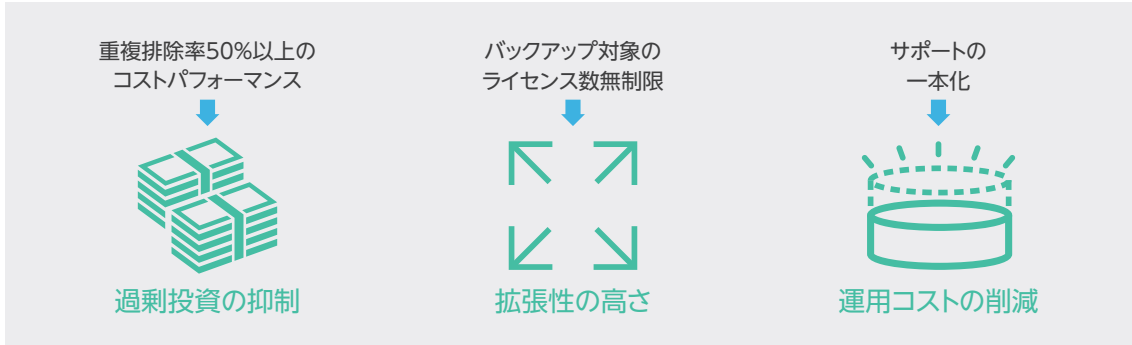 重複排除率50%以上の
コストパフォーマンス
過剰投資の抑制
バックアップ対象の
ライセンス数無制限
拡張性の高さ
サポートの
一本化
運用コストの削減